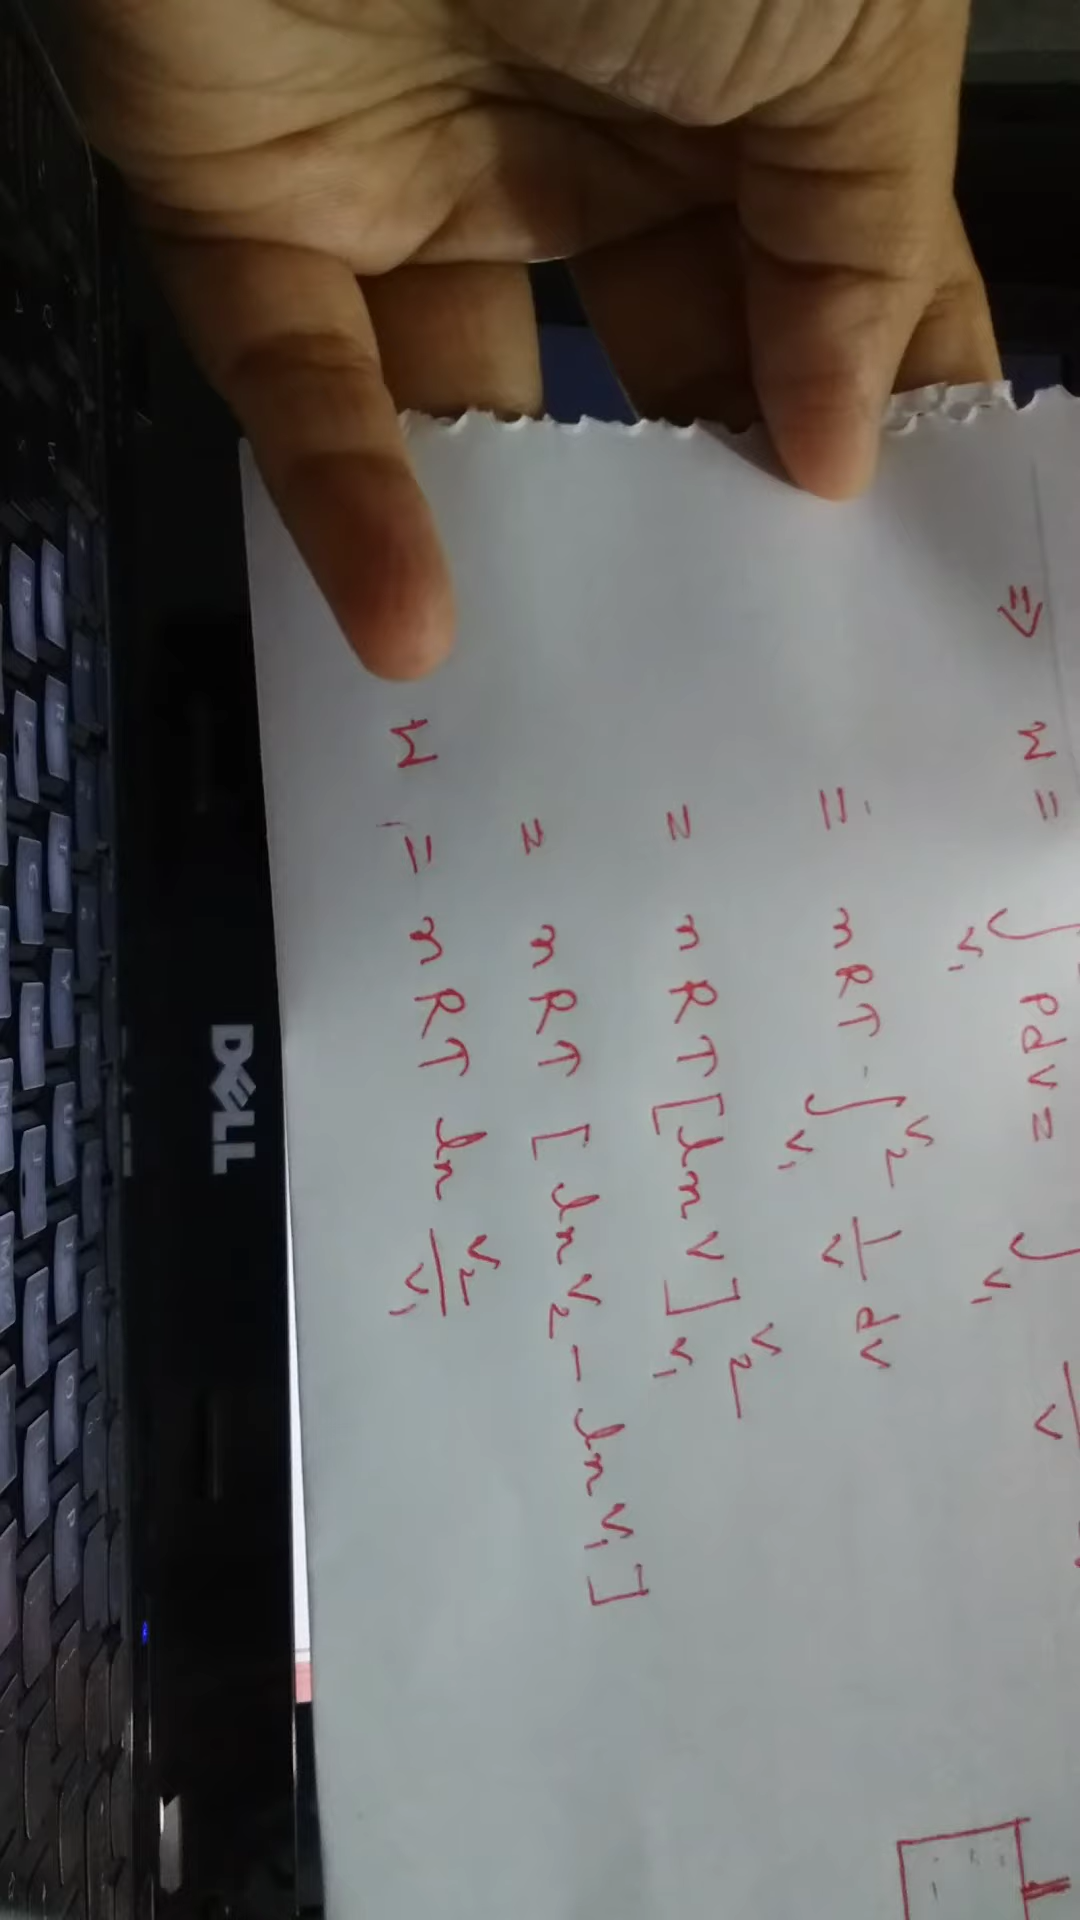 ⇒ W = ∫v₁ PdV = ∫v₁ /v
= nRT ∫v₁^v₂ 1/v dv
= nRT [ln v]v₁^v₂
= nRT [ln v₂ - ln v₁]
W = nRT ln v₂/v₁
DELL